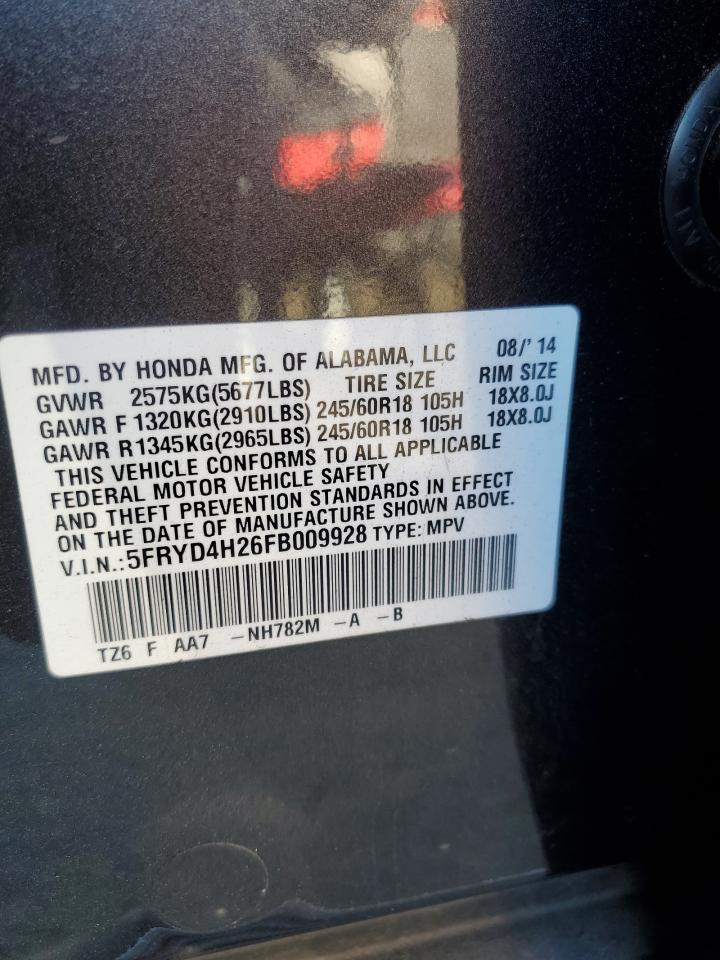 MFD. BY HONDA MFG. OF ALABAMA, LLC 08/'14
GVWR 2575KG(5677LBS) TIRE SIZE RIM SIZE
GAWR F 1320KG(2910LBS) 245/60R18 105H 18X8.0J
GAWR R1345KG(2965LBS) 245/60R18 105H 18X8.0J
THIS VEHICLE CONFORMS TO ALL APPLICABLE
FEDERAL MOTOR VEHICLE SAFETY
AND THEFT PREVENTION STANDARDS IN EFFECT
ON THE DATE OF MANUFACTURE SHOWN ABOVE.
V.I.N.:5FRYD4H26FB009928 TYPE: MPV
TZ6 F AA7 -NH782M -A -B